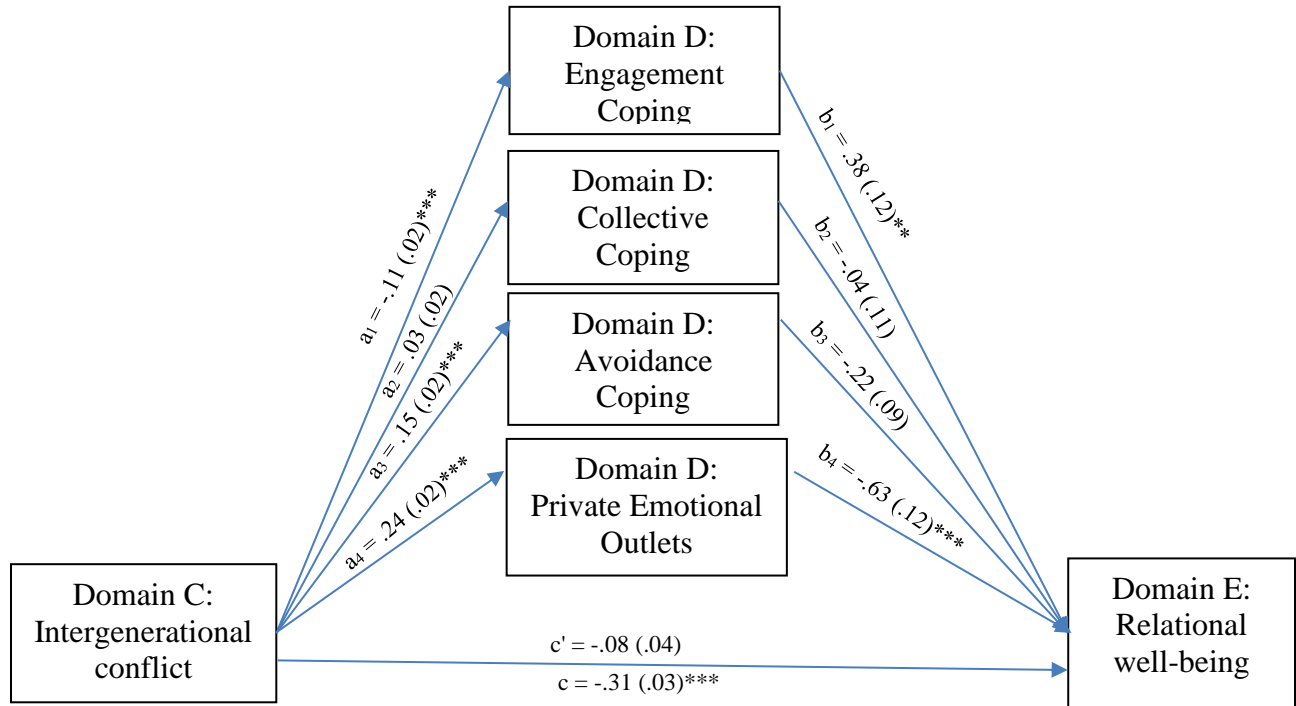 Domain D:
Engagement
Coping
Domain D:
Collective
Coping
Domain D:
Avoidance
Coping
Domain D:
Private Emotional
Outlets
a₁ = -.11 (.02)***
a₂ = .03 (.02)
a₃ = .15 (.02)***
a₄ = .24 (.02)***
b₁ = .38 (.12)**
b₂ = -.04 (.11)
b₃ = -.22 (.09)
b₄ = -.63 (.12)***
Domain C:
Intergenerational
conflict
c' = -.08 (.04)
c = -.31 (.03)***
Domain E:
Relational
well-being